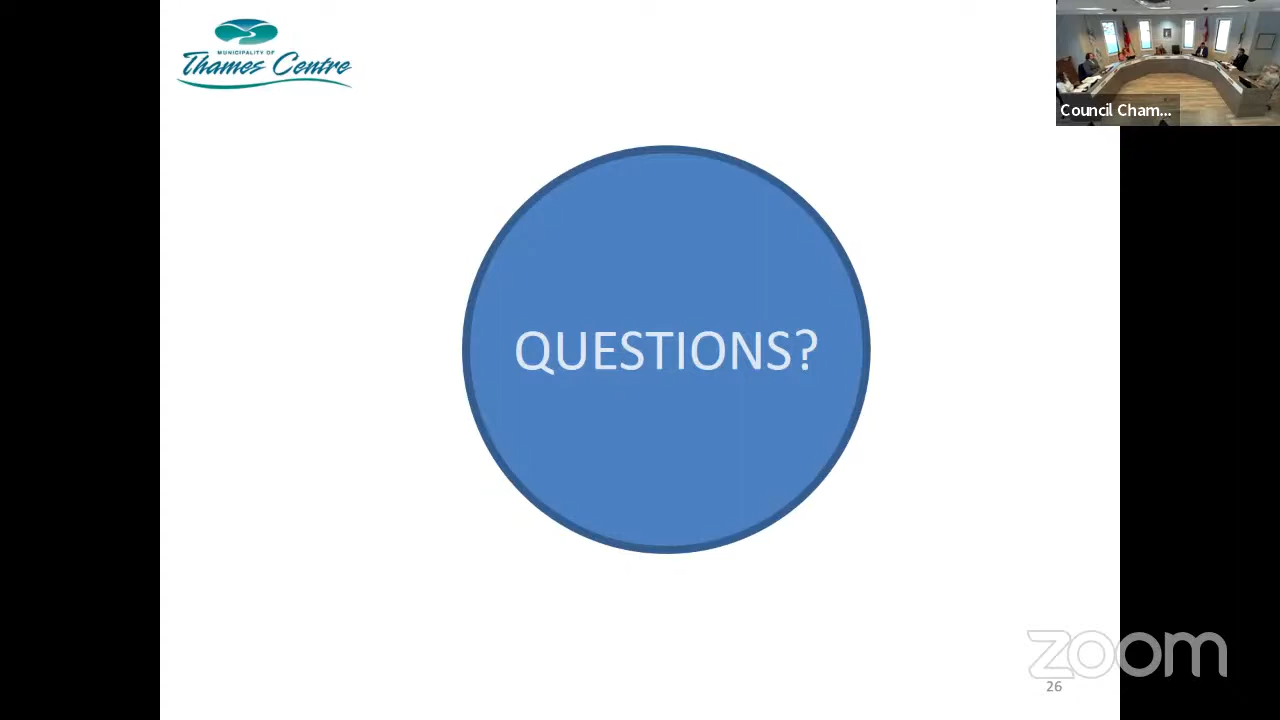 MUNICIPALITY OF
Thames Centre
Council Cham...
QUESTIONS?
zoom
26